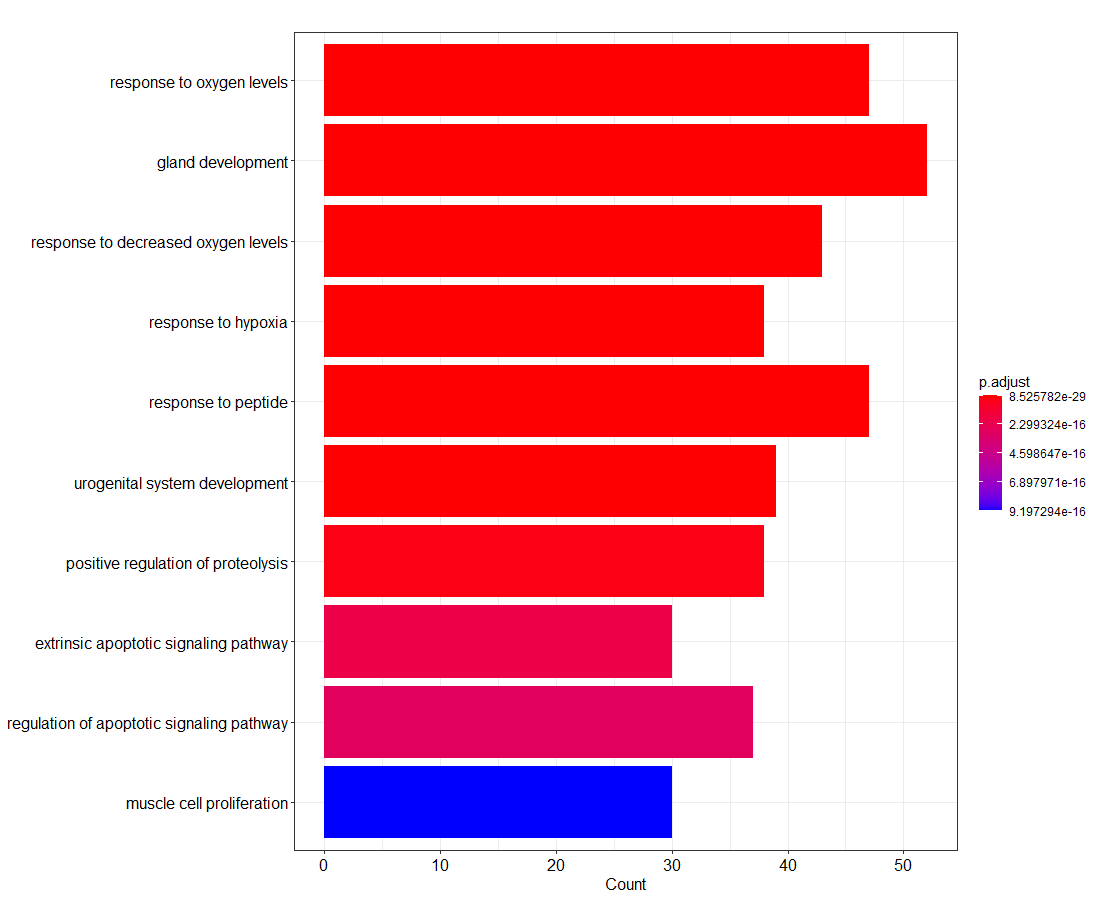 response to oxygen levels
gland development
response to decreased oxygen levels
response to hypoxia
response to peptide
urogenital system development
positive regulation of proteolysis
extrinsic apoptotic signaling pathway
regulation of apoptotic signaling pathway
muscle cell proliferation
0 10 20 30 40 50
Count
p.adjust
8.525782e-29
2.299324e-16
4.598647e-16
6.897971e-16
9.197294e-16